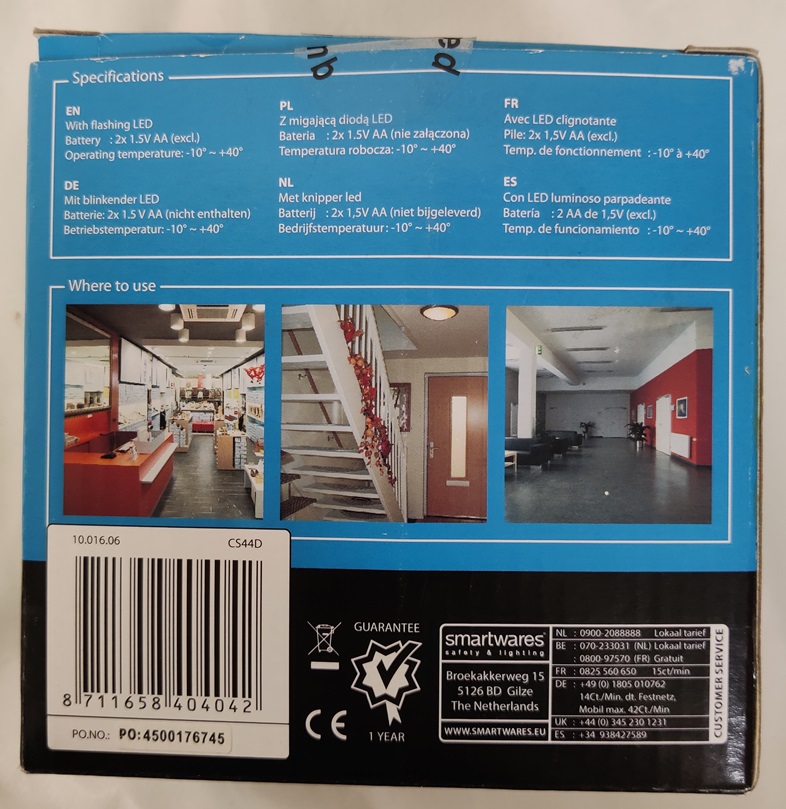 Specifications
EN
With flashing LED
Battery : 2x 1.5V AA (excl.)
Operating temperature: -10° ~ +40°
PL
Z migającą diodą LED
Bateria : 2x 1.5V AA (nie załączona)
Temperatura robocza: -10° ~ +40°
FR
Avec LED clignotante
Pile: 2x 1,5V AA (excl.)
Temp. de fonctionnement : -10° à +40°
DE
Mit blinkender LED
Batterie: 2x 1.5 V AA (nicht enthalten)
Betriebstemperatur: -10° ~ +40°
NL
Met knipper led
Batterij : 2x 1,5V AA (niet bijgeleverd)
Bedrijfstemperatuur: -10° ~ +40°
ES
Con LED luminoso parpadeante
Batería : 2 AA de 1,5V (excl.)
Temp. de funcionamiento : -10° ~ +40°
Where to use
10.016.06 CS44D
8 711658 404042
PO.NO.: PO:4500176745
GUARANTEE
1 YEAR
CE
smartwares®
safety & lighting
Broekakkerweg 15
5126 BD Gilze
The Netherlands
WWW.SMARTWARES.EU
NL : 0900-2088888 Lokaal tarief
BE : 070-233031 (NL) Lokaal tarief
: 0800-97570 (FR) Gratuit
FR : 0825 560 650 15ct/min
DE : +49 (0) 1805 010762
14Ct./Min. dt. Festnetz,
Mobil max. 42Ct./Min
UK : +44 (0) 345 230 1231
ES : +34 938427589
CUSTOMER SERVICE